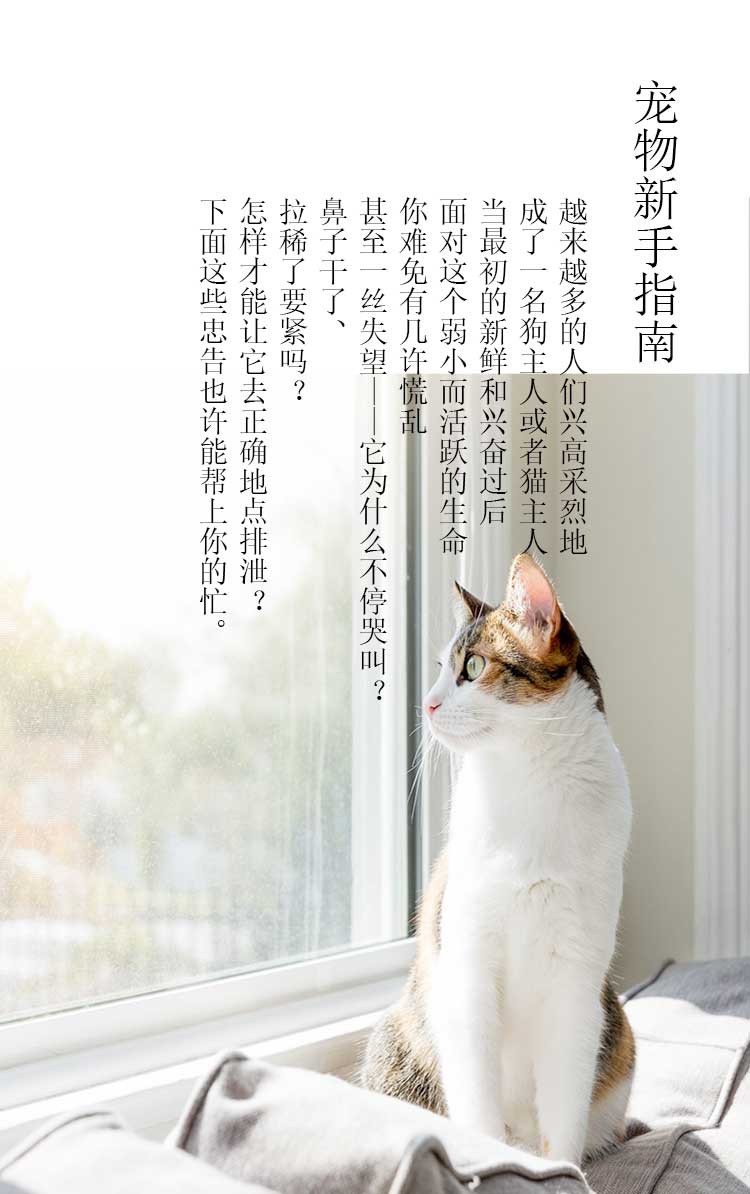 宠物新手指南
越来越多的人们兴高采烈地
成了一名狗主人或者猫主人
当最初的新鲜和兴奋过后
面对这个弱小而活跃的生命
你难免有几许慌乱
甚至一丝失望——它为什么不停哭叫？
鼻子干了、
拉稀了要紧吗？
怎样才能让它去正确地点排泄？
下面这些忠告也许能帮上你的忙。